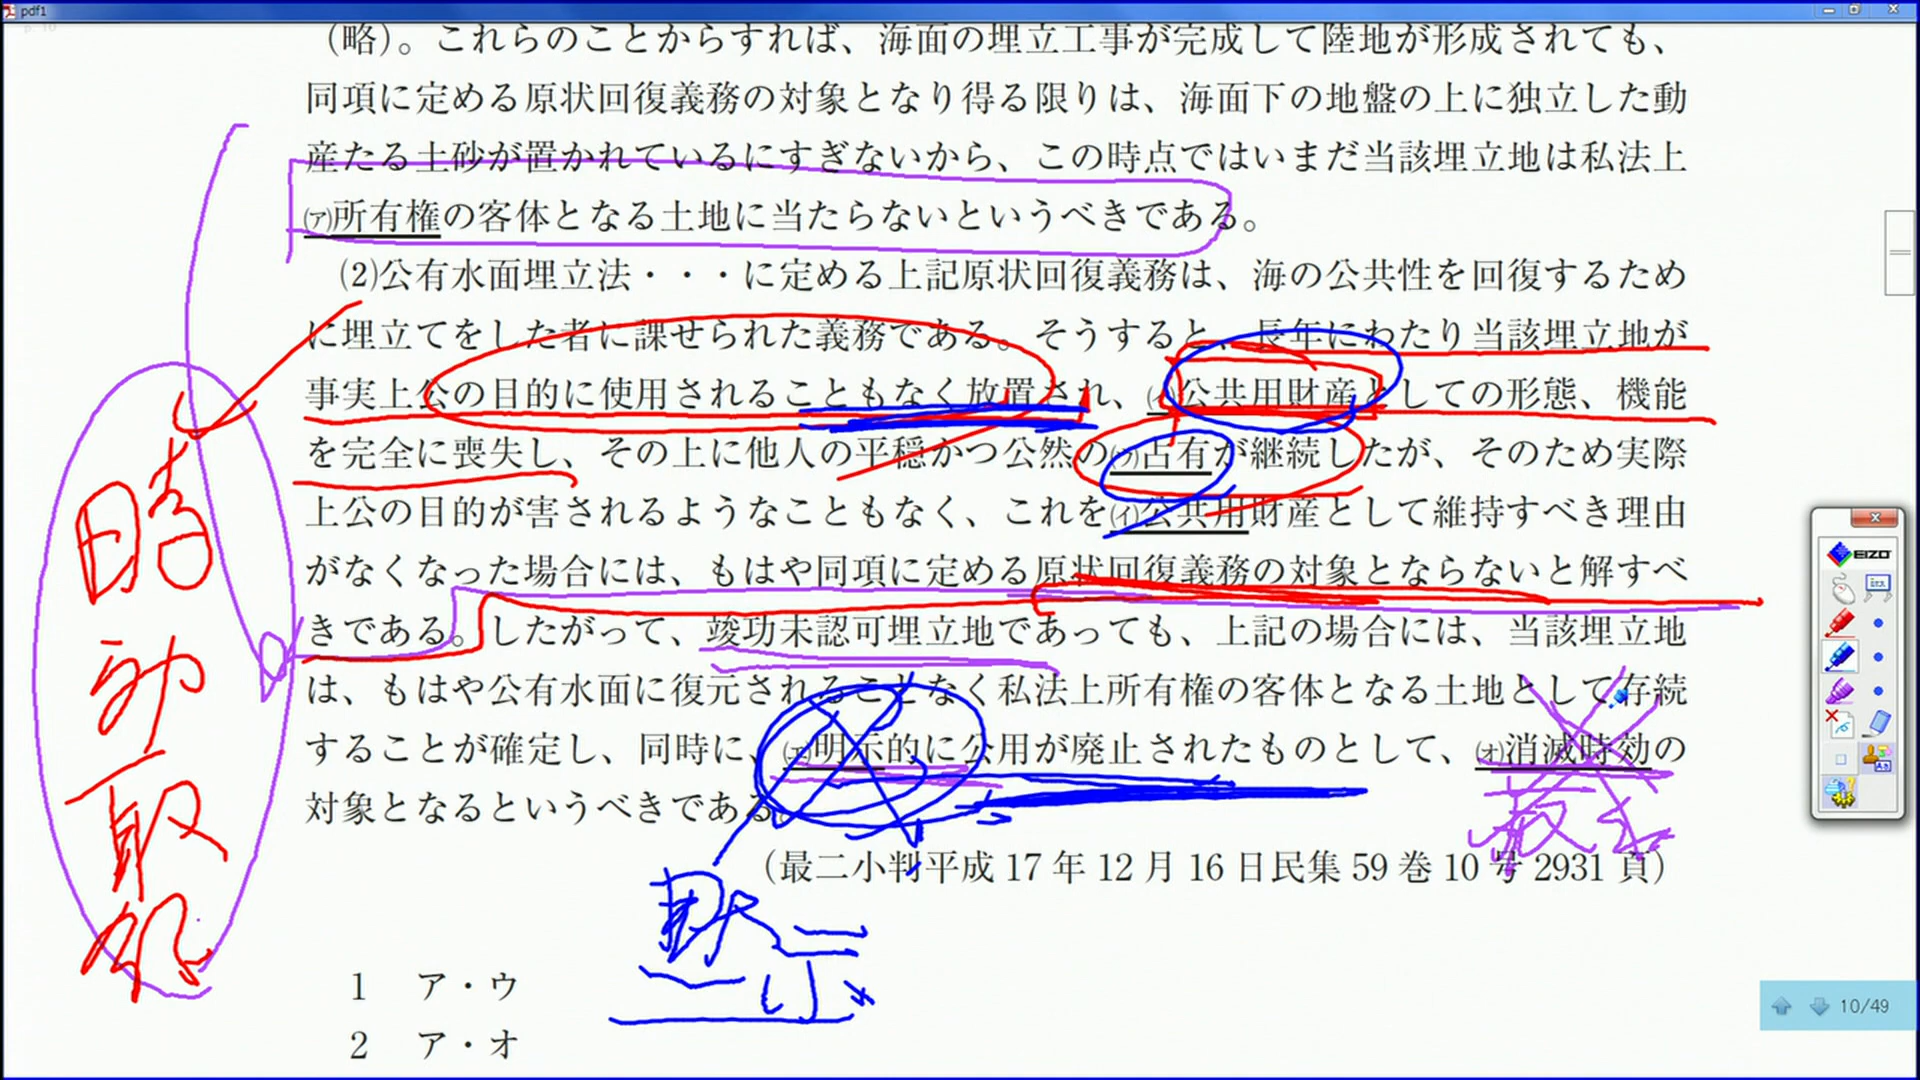 pdf1
(略)。これらのことからすれば、海面の埋立工事が完成して陸地が形成されても、
同項に定める原状回復義務の対象となり得る限りは、海面下の地盤の上に独立した動
産たる土砂が置かれているにすぎないから、この時点ではいまだ当該埋立地は私法上
㋐所有権の客体となる土地に当たらないというべきである。
(2)公有水面埋立法・・・に定める上記原状回復義務は、海の公共性を回復するため
に埋立てをした者に課せられた義務である。そうすると、長年にわたり当該埋立地が
事実上公の目的に使用されることもなく放置され、㋑公共用財産としての形態、機能
を完全に喪失し、その上に他人の平穏かつ公然の㋒占有が継続したが、そのため実際
上公の目的が害されるようなこともなく、これを㋑公共用財産として維持すべき理由
がなくなった場合には、もはや同項に定める原状回復義務の対象とならないと解すべ
きである。したがって、竣功未認可埋立地であっても、上記の場合には、当該埋立地
は、もはや公有水面に復元されることなく私法上所有権の客体となる土地として存続
することが確定し、同時に、㋓明示的に公用が廃止されたものとして、㋔消滅時効の
対象となるというべきである。
(最二小判平成 17 年 12 月 16 日民集 59 巻 10 号 2931 頁)
1 ア・ウ
2 ア・オ
時効取
EIZO
10/49